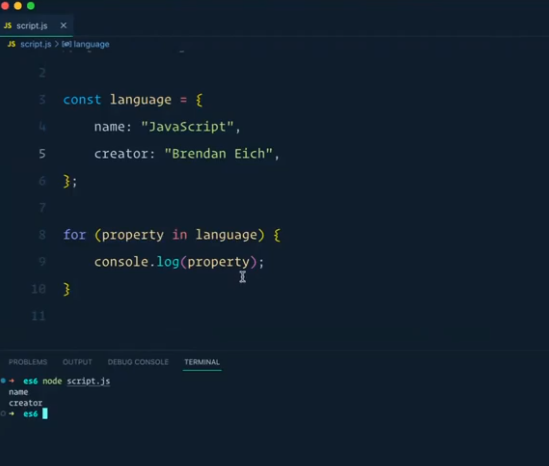 JS script.js ×
JS script.js > language
2
3 const language = {
4 name: "JavaScript",
5 creator: "Brendan Eich",
6 };
7
8 for (property in language) {
9 console.log(property);
10 }
11
PROBLEMS OUTPUT DEBUG CONSOLE TERMINAL
→ es6 node script.js
name
creator
→ es6